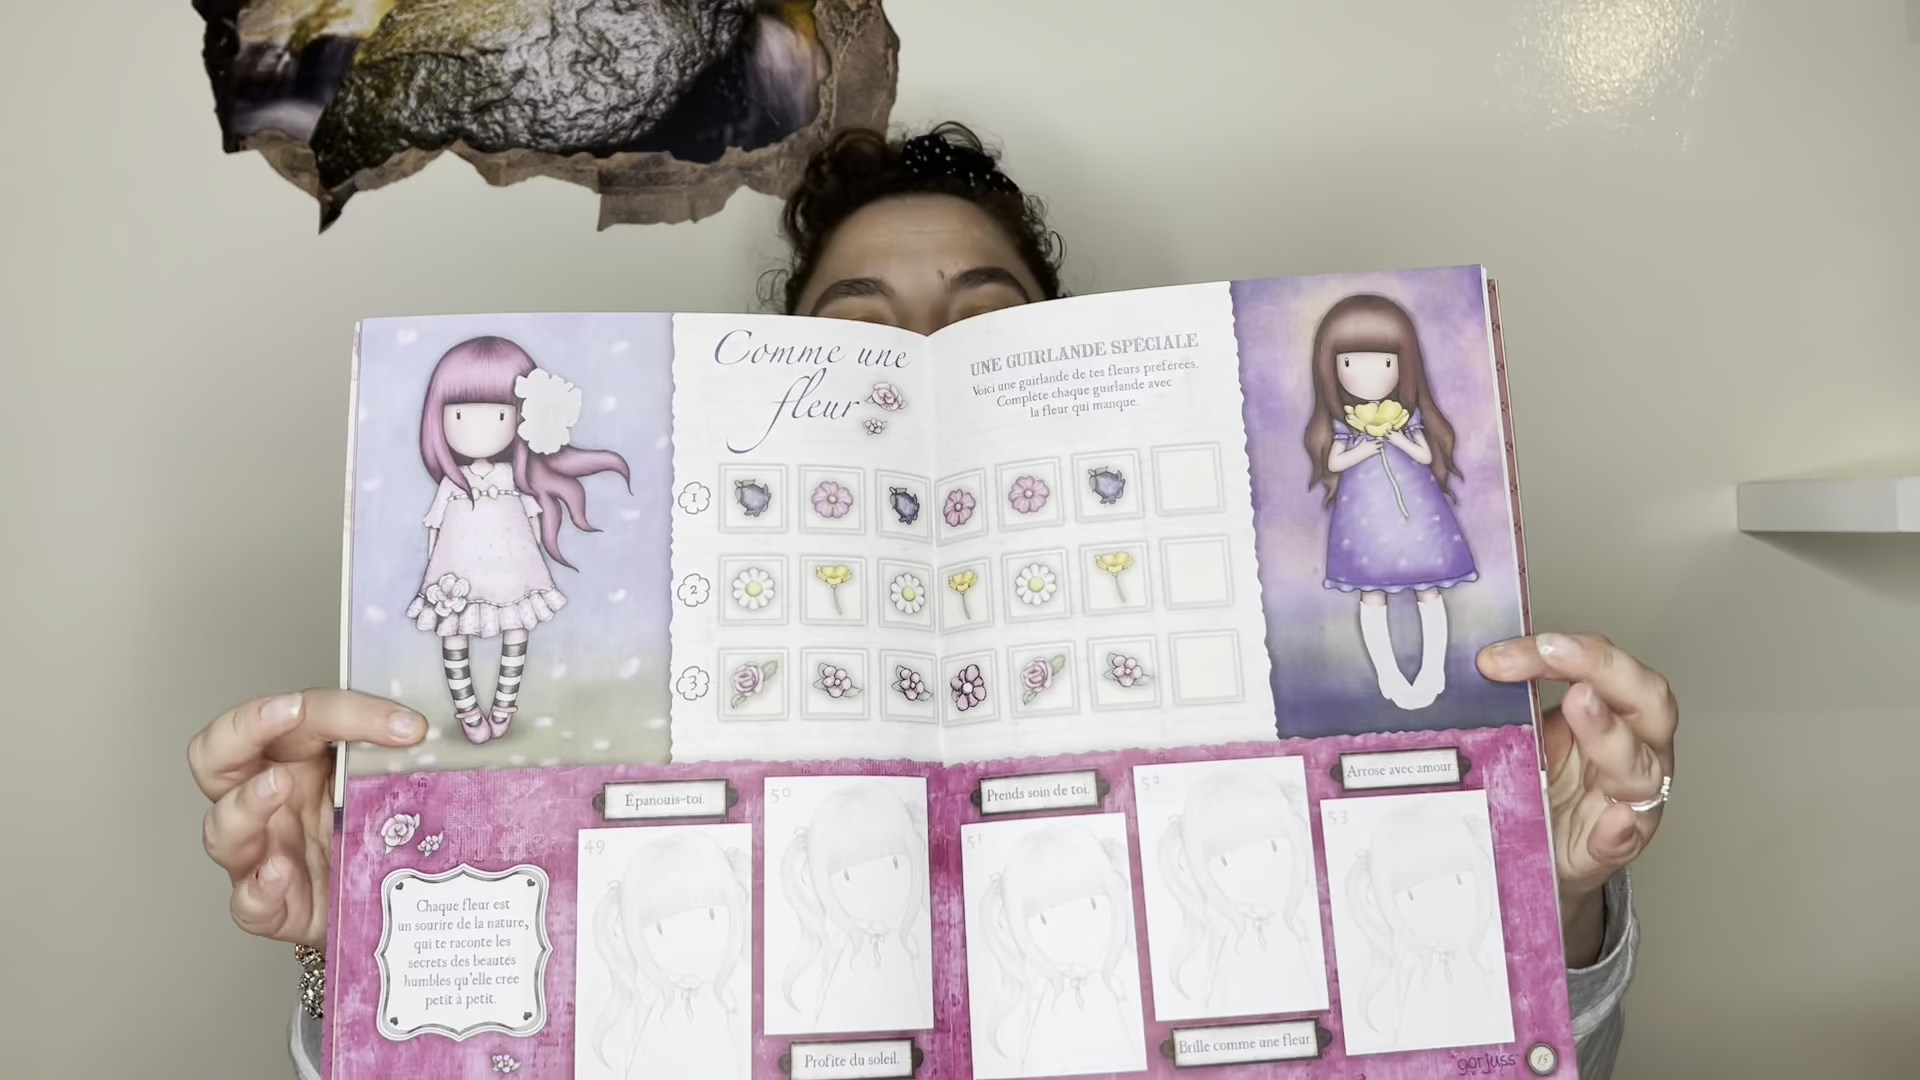 Comme une
fleur
UNE GUIRLANDE SPÉCIALE
Voici une guirlande de tes fleurs préférées.
Complète chaque guirlande avec
la fleur qui manque.
1
2
3
Épanouis-toi.
50
Prends soin de toi.
52
Arrose avec amour.
49
51
53
Chaque fleur est
un sourire de la nature,
qui te raconte les
secrets des beautés
humbles qu'elle crée
petit à petit.
Profite du soleil.
Brille comme une fleur.
gorjuss
15